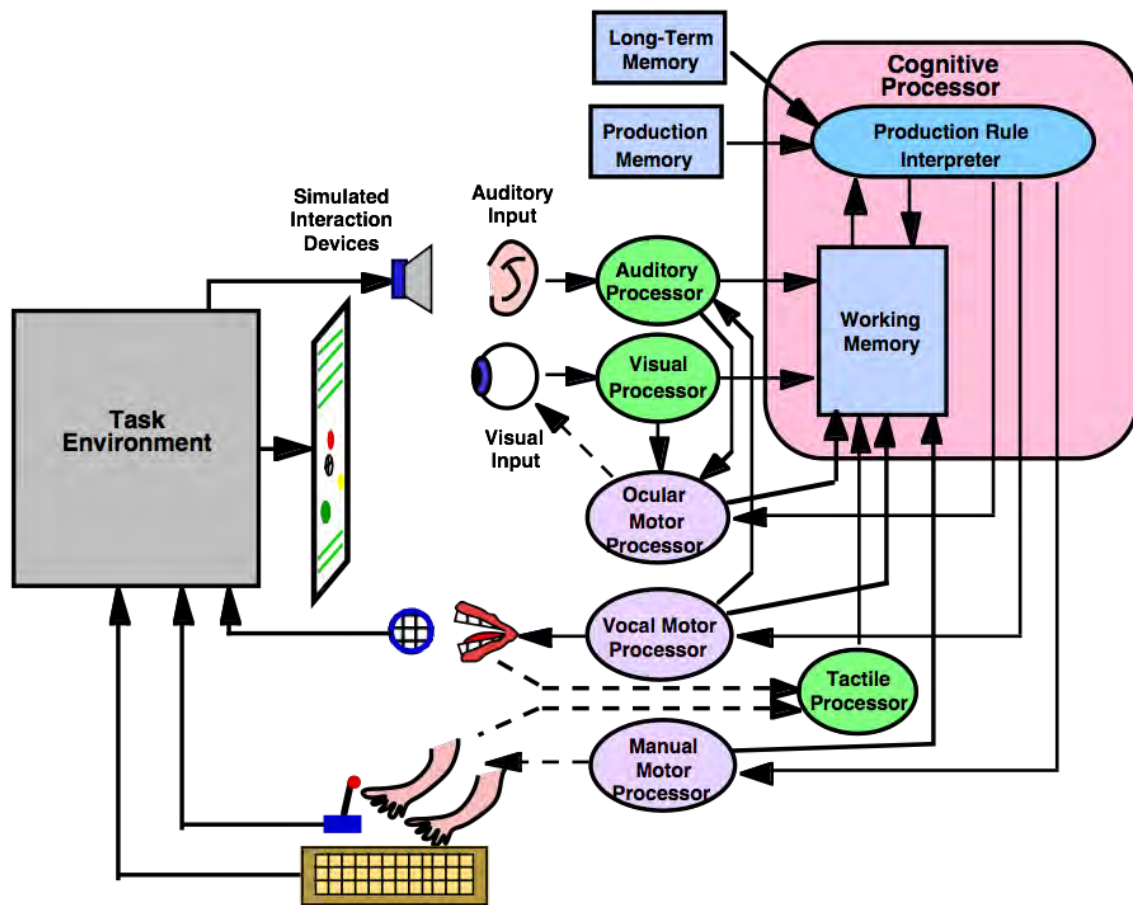 Long-Term
Memory
Cognitive
Processor
Production
Memory
Production Rule
Interpreter
Simulated
Interaction
Devices
Auditory
Input
Auditory
Processor
Working
Memory
Visual
Processor
Task
Environment
Visual
Input
Ocular
Motor
Processor
Vocal Motor
Processor
Tactile
Processor
Manual
Motor
Processor